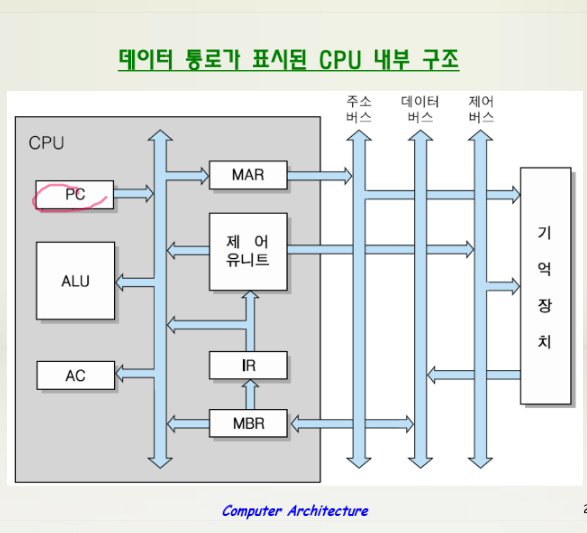 데이터 통로가 표시된 CPU 내부 구조
주소
버스
데이터
버스
제어
버스
CPU
PC
MAR
ALU
제 어
유니트
기
억
장
치
AC
IR
MBR
Computer Architecture
2